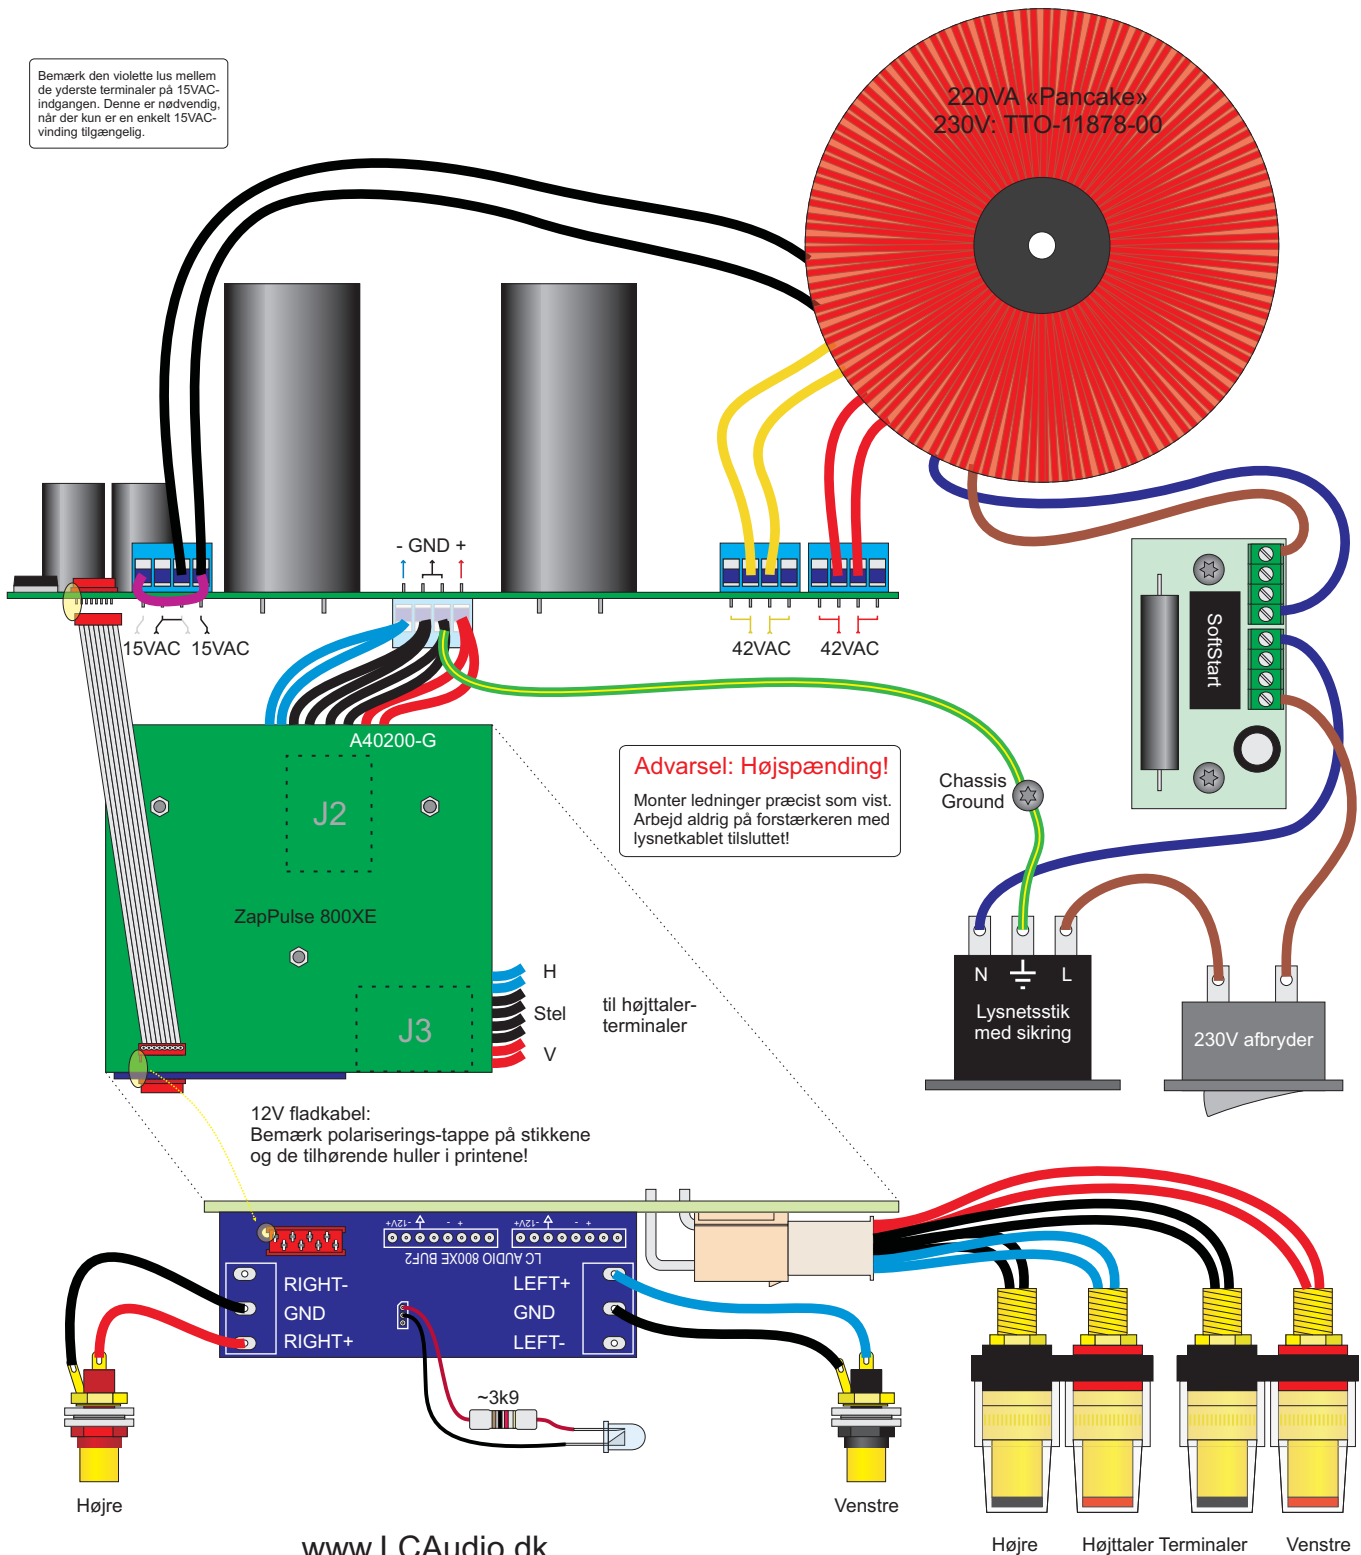 Bemærk den violette lus mellem
de yderste terminaler på 15VAC-
indgangen. Denne er nødvendig,
når der kun er en enkelt 15VAC-
vinding tilgængelig.
220VA «Pancake»
230V: TTO-11878-00
- GND +
15VAC 15VAC
42VAC
42VAC
SoftStart
A40200-G
J2
Advarsel: Højspænding!
Monter ledninger præcist som vist.
Arbejd aldrig på forstærkeren med
lysnetkablet tilsluttet!
Chassis
Ground
ZapPulse 800XE
J3
H
Stel
V
til højttaler-
terminaler
N
L
Lysnetsstik
med sikring
230V afbryder
12V fladkabel:
Bemærk polariserings-tappe på stikkene
og de tilhørende huller i printene!
+12V- - +
+12V- - +
LC AUDIO 800XE BUF2
RIGHT-
GND
RIGHT+
LEFT+
GND
LEFT-
~3k9
Højre
Venstre
Højre
Højttaler Terminaler
Venstre
www.LCAudio.dk